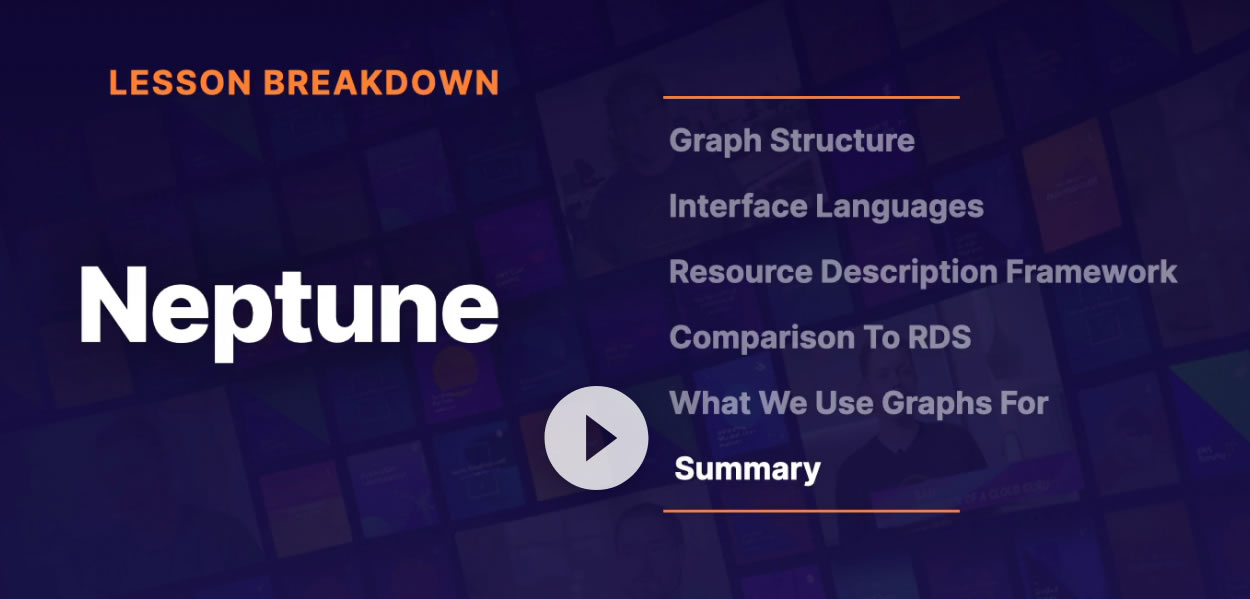 LESSON BREAKDOWN
Neptune
Graph Structure
Interface Languages
Resource Description Framework
Comparison To RDS
What We Use Graphs For
Summary